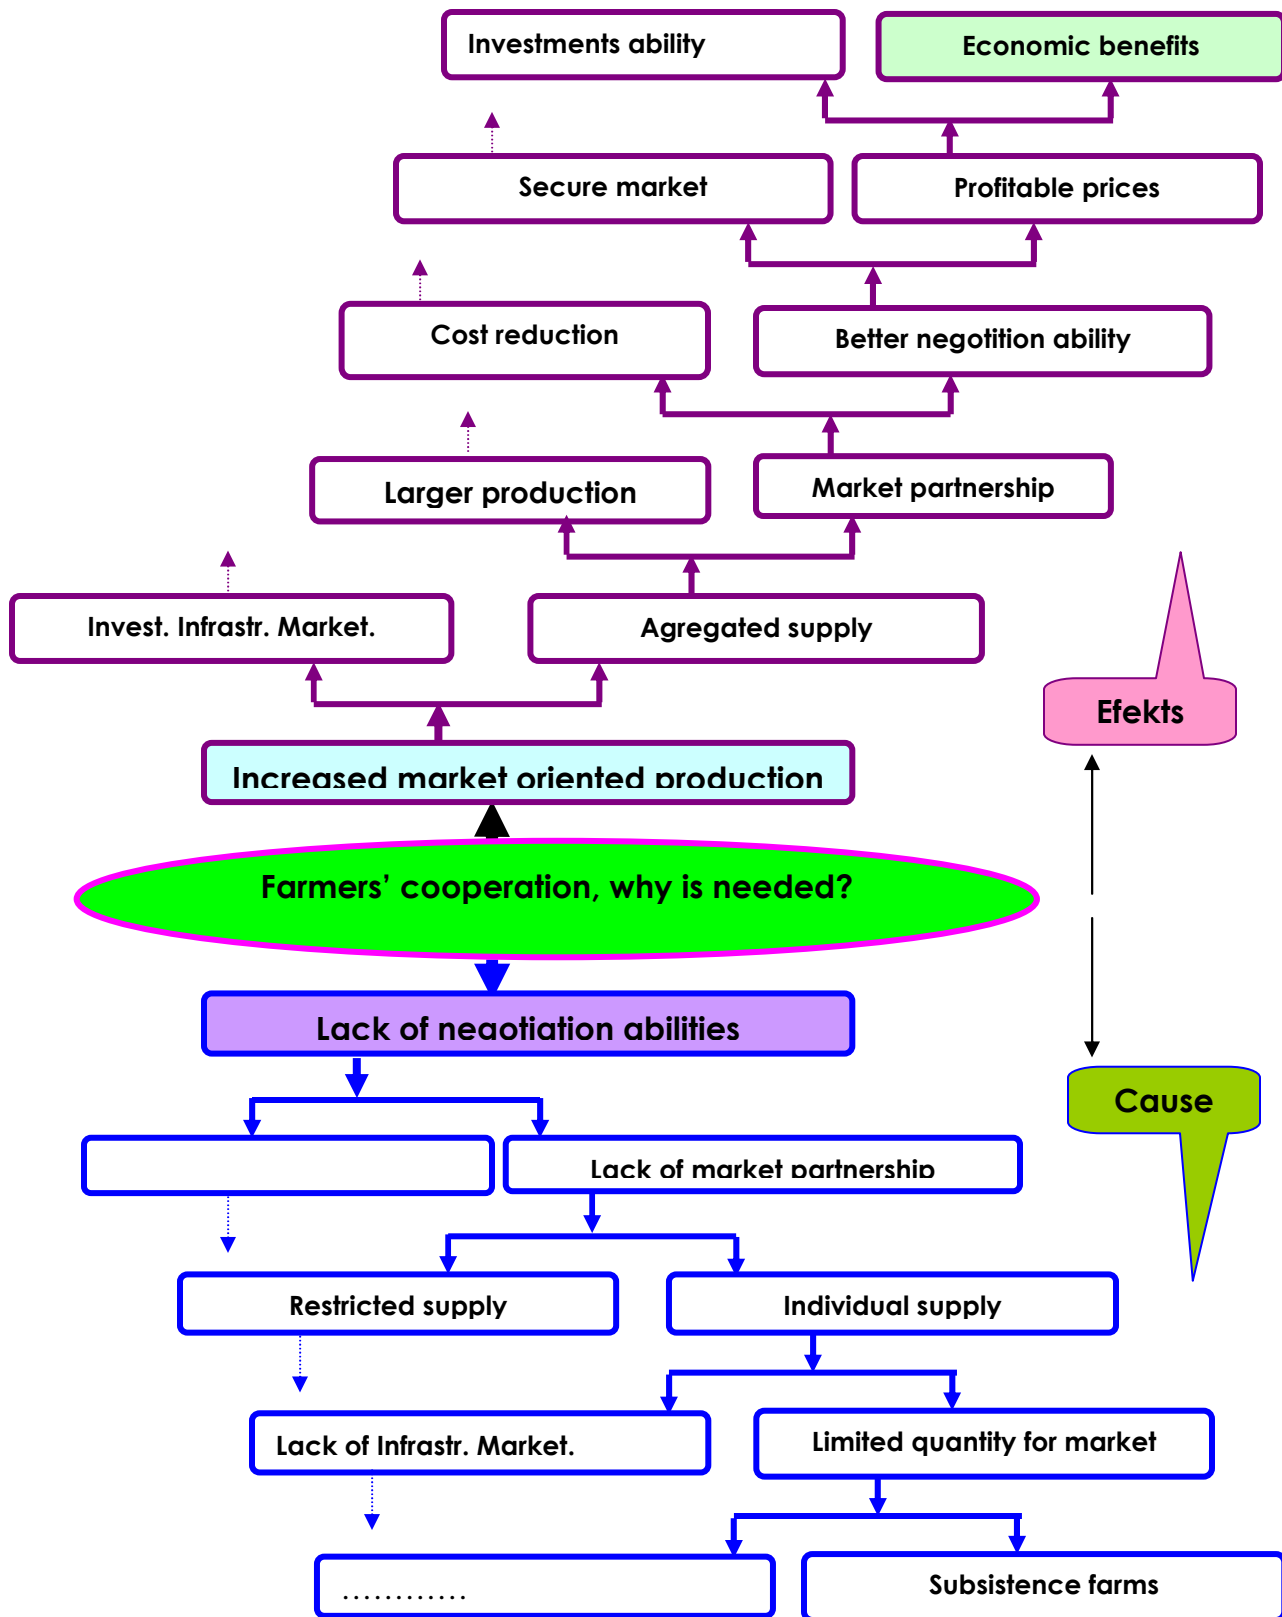 Investments ability
Economic benefits
Secure market
Profitable prices
Cost reduction
Better negotition ability
Larger production
Market partnership
Invest. Infrastr. Market.
Agregated supply
Efekts
Increased market oriented production
Farmers’ cooperation, why is needed?
Lack of negotiation abilities
Cause
Lack of market partnership
Restricted supply
Individual supply
Lack of Infrastr. Market.
Limited quantity for market
…………
Subsistence farms